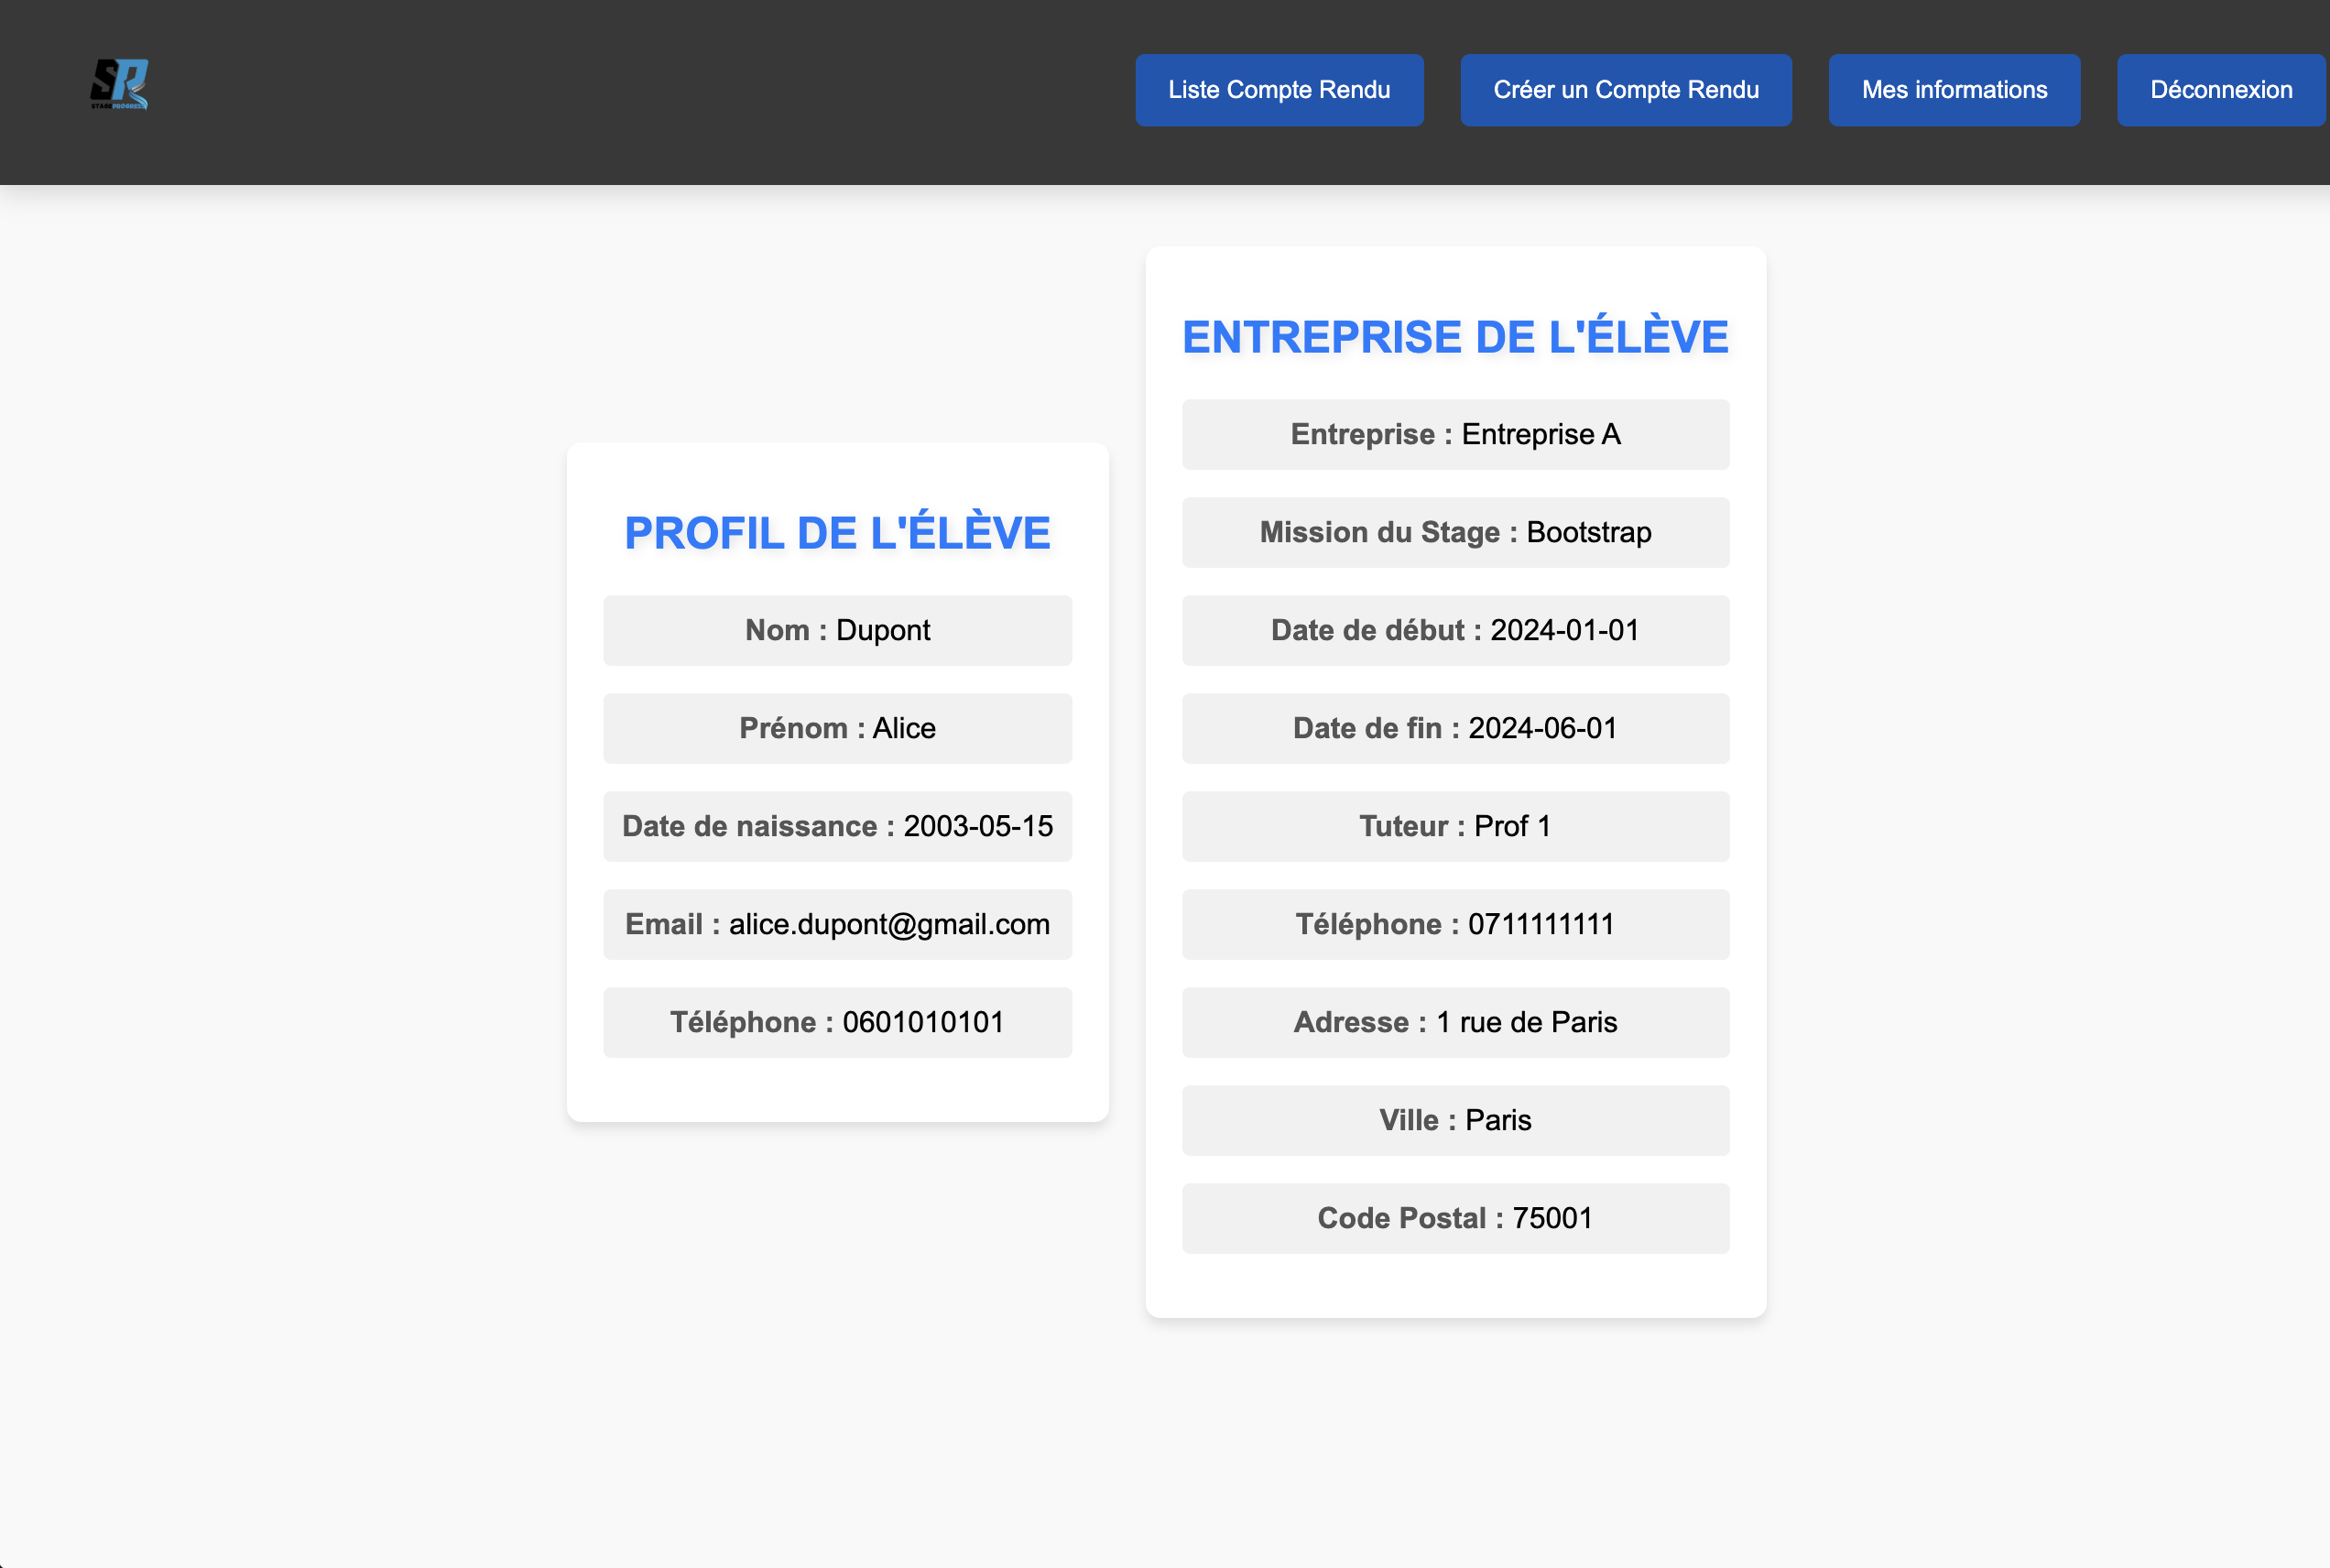 SR
STAGEPROGRESS
Liste Compte Rendu
Créer un Compte Rendu
Mes informations
Déconnexion
PROFIL DE L'ÉLÈVE
Nom : Dupont
Prénom : Alice
Date de naissance : 2003-05-15
Email : alice.dupont@gmail.com
Téléphone : 0601010101
ENTREPRISE DE L'ÉLÈVE
Entreprise : Entreprise A
Mission du Stage : Bootstrap
Date de début : 2024-01-01
Date de fin : 2024-06-01
Tuteur : Prof 1
Téléphone : 0711111111
Adresse : 1 rue de Paris
Ville : Paris
Code Postal : 75001